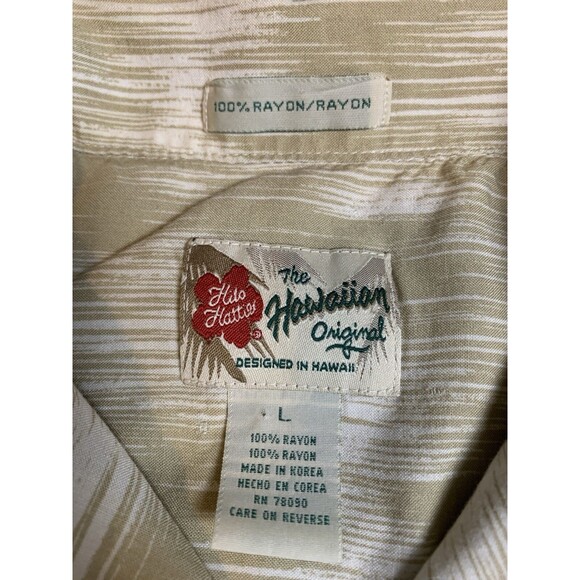 100% RAYON/RAYON
Hilo
Hattie
®
The
Hawaiian
Original
DESIGNED IN HAWAII
L
100% RAYON
100% RAYON
MADE IN KOREA
HECHO EN COREA
RN 78090
CARE ON REVERSE